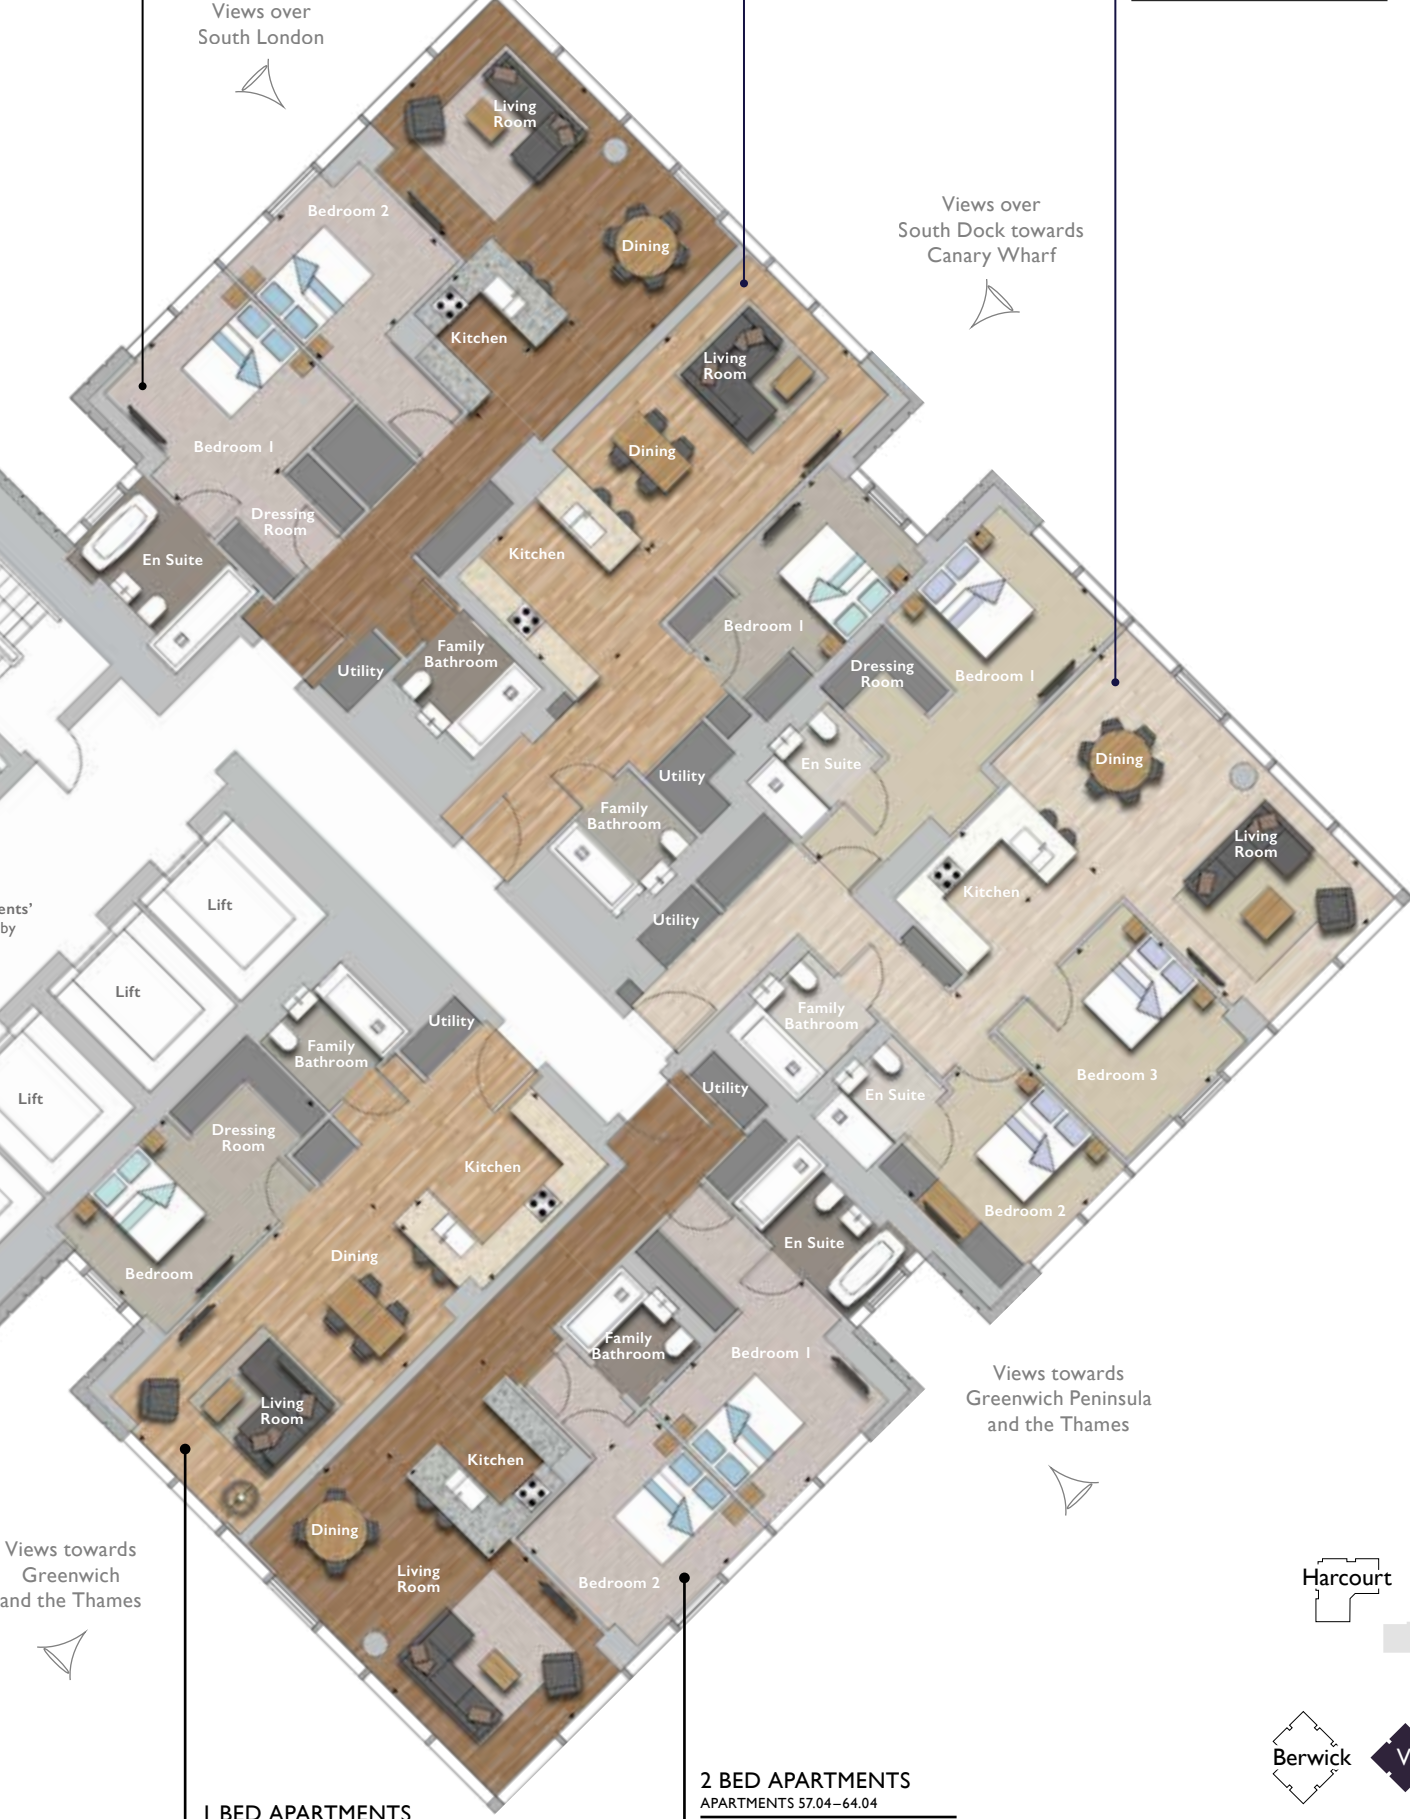 Views over
South London
Living
Room
Bedroom 2
Dining
Kitchen
Bedroom 1
Dressing
Room
En Suite
Utility
Family
Bathroom
Views over
South Dock towards
Canary Wharf
Living
Room
Dining
Kitchen
Bedroom 1
Utility
Family
Bathroom
Dressing
Room
Bedroom 1
En Suite
Dining
Living
Room
Kitchen
Utility
Family
Bathroom
En Suite
Bedroom 3
Bedroom 2
ents'
by
Lift
Lift
Lift
Utility
Family
Bathroom
Dressing
Room
Kitchen
Bedroom
Dining
Living
Room
Utility
En Suite
Family
Bathroom
Bedroom 1
Kitchen
Dining
Living
Room
Bedroom 2
Views towards
Greenwich Peninsula
and the Thames
Views towards
Greenwich
and the Thames
Harcourt
Berwick
V
2 BED APARTMENTS
APARTMENTS 57.04–64.04
1 BED APARTMENTS